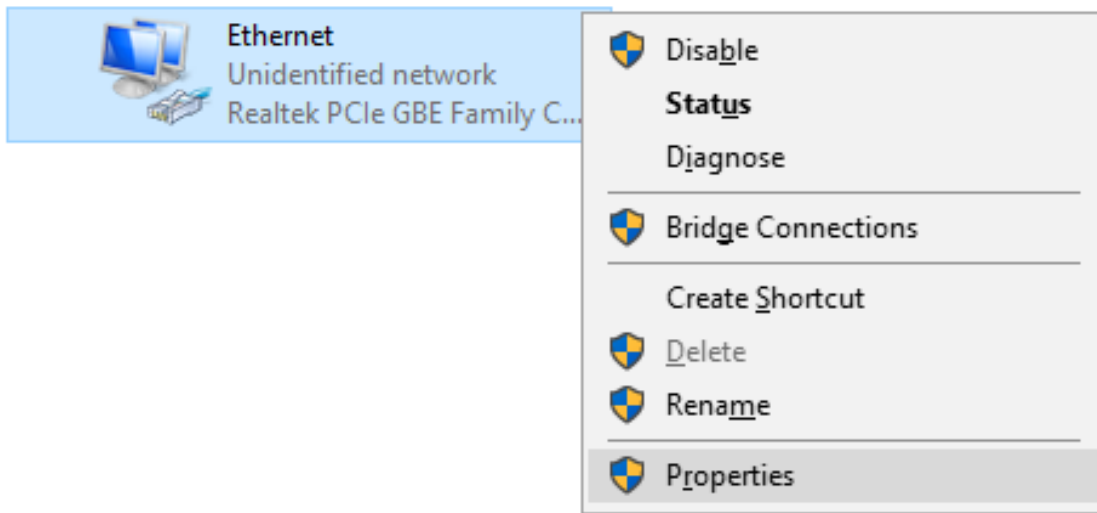 Ethernet
Unidentified network
Realtek PCIe GBE Family C...
Disable
Status
Diagnose
Bridge Connections
Create Shortcut
Delete
Rename
Properties